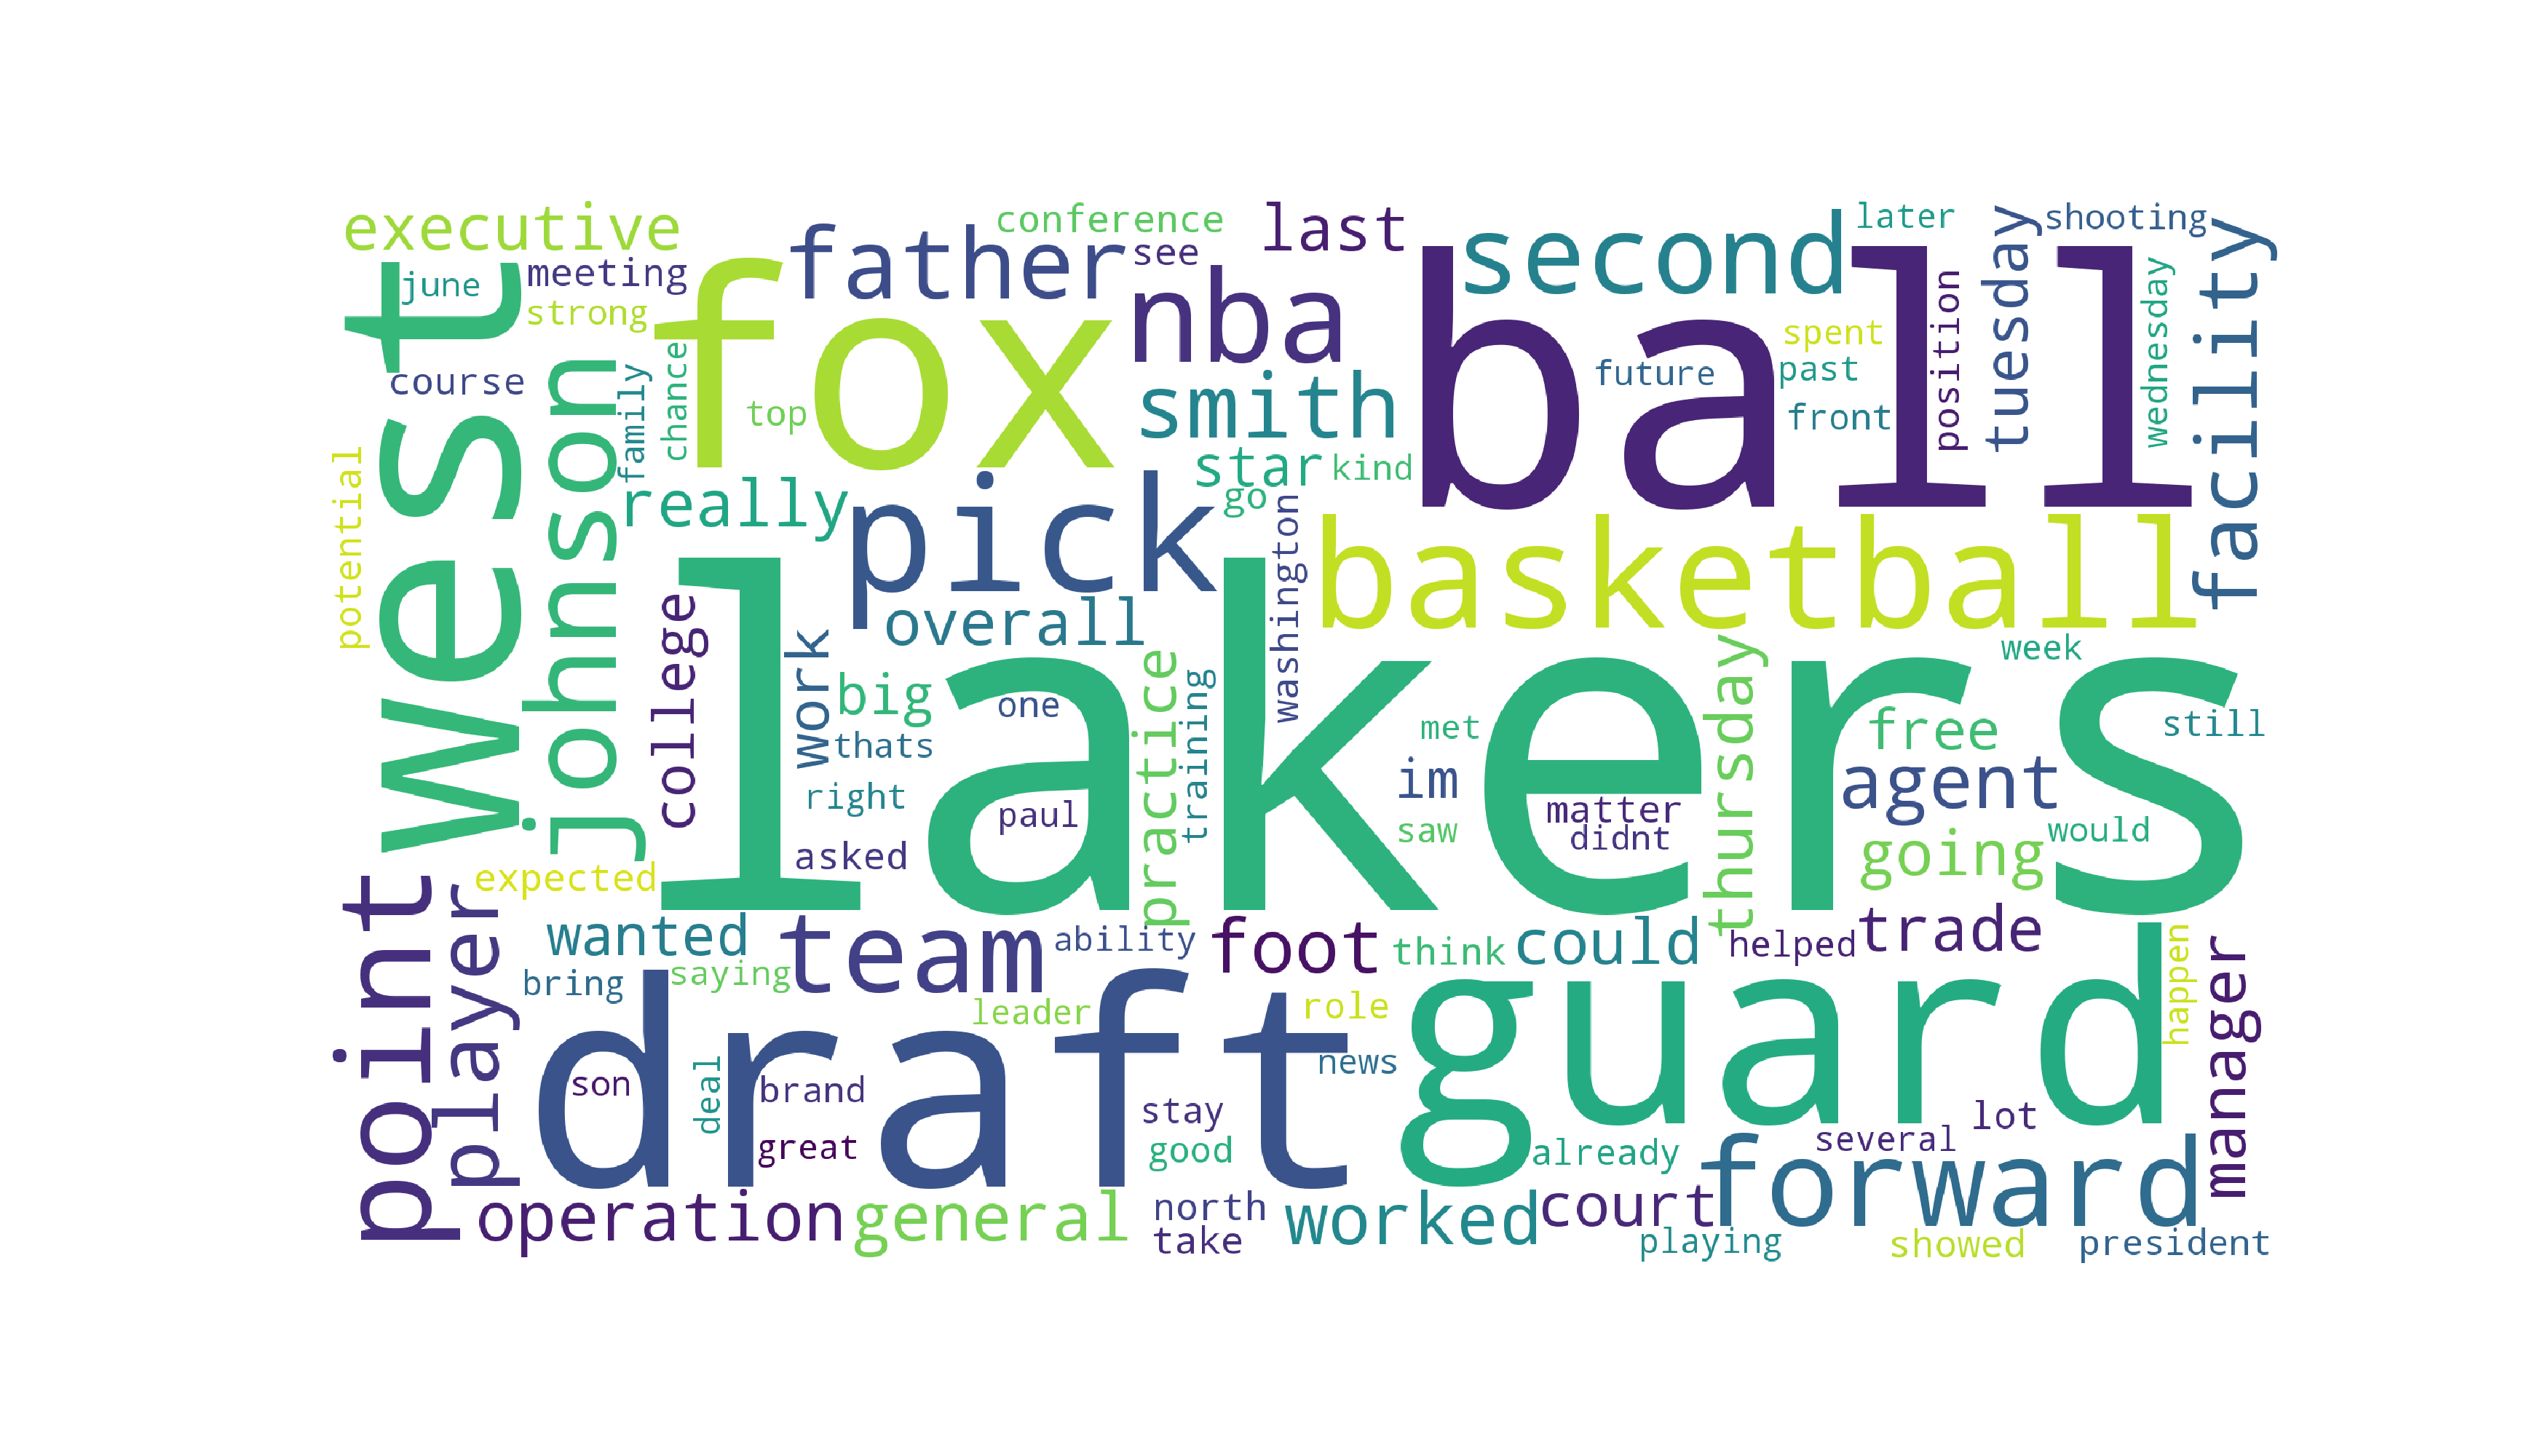 executive
conference
last
second
later
shooting
father
see
june
meeting
strong
fox
nba
ball
tuesday
facility
west
course
johnson
family
chance
top
smith
future
spent
past
front
position
wednesday
potential
really
star
kind
go
pick
basketball
washington
overall
college
work
big
one
thats
right
paul
asked
lakers
practice
training
met
im
saw
matter
didnt
thursday
week
free
still
agent
going
would
expected
point
player
wanted
team
ability
foot
think
could
helped
trade
happen
manager
bring
saying
draft
leader
role
guard
news
son
deal
brand
great
stay
good
already
several
lot
forward
operation
general
north
take
worked
court
playing
showed
president